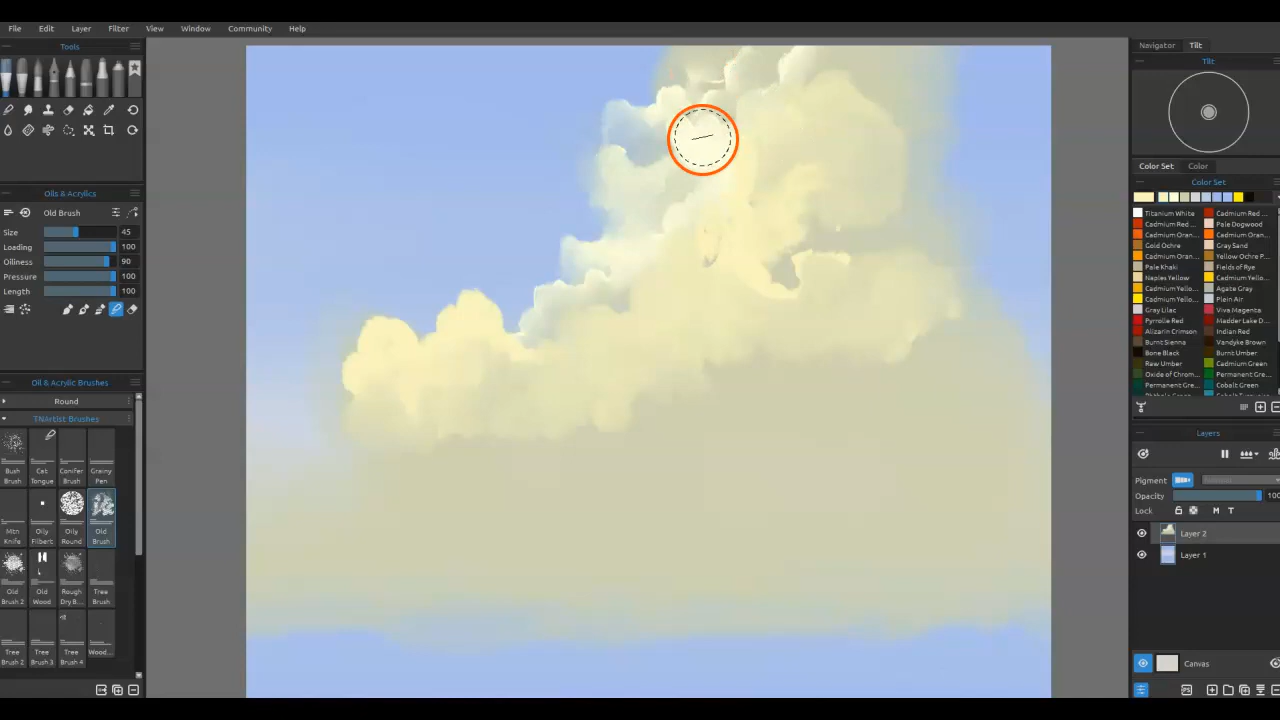 File Edit Layer Filter View Window Community Help
Tools
Oils & Acrylics
Old Brush
Size 45
Loading 100
Oiliness 90
Pressure 100
Length 100
Oil & Acrylic Brushes
Round
TNArtist Brushes
Bush Brush
Cat Tongue
Conifer Brush
Grainy Pen
Mtn Knife
Oily Filbert
Oily Round
Old Brush
Old Brush 2
Old Wood
Rough Dry B...
Tree Brush
Tree Brush 2
Tree Brush 3
Tree Brush 4
Wood...
Navigator Tilt
Tilt
Color Set Color
Color Set
Titanium White Cadmium Red ...
Cadmium Red ... Pale Dogwood
Cadmium Oran... Cadmium Oran...
Gold Ochre Gray Sand
Cadmium Oran... Yellow Ochre P...
Pale Khaki Fields of Rye
Naples Yellow Cadmium Yello...
Cadmium Yello... Agate Gray
Cadmium Yello... Plein Air
Gray Lilac Viva Magenta
Pyrrolle Red Madder Lake D...
Alizarin Crimson Indian Red
Burnt Sienna Vandyke Brown
Bone Black Burnt Umber
Raw Umber Cadmium Green
Oxide of Chrom... Permanent Gre...
Permanent Gre... Cobalt Green
Layers
Pigment
Opacity 100
Lock M T
Layer 2
Layer 1
Canvas